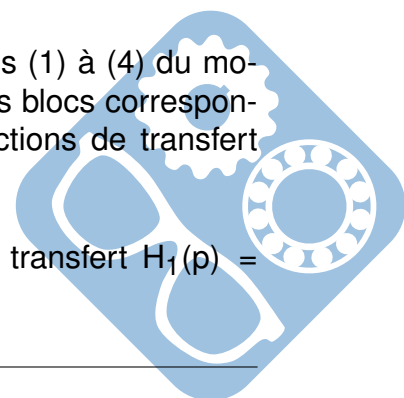 s (1) à (4) du mo-
s blocs correspon-
ctions de transfert
transfert H₁(p) =